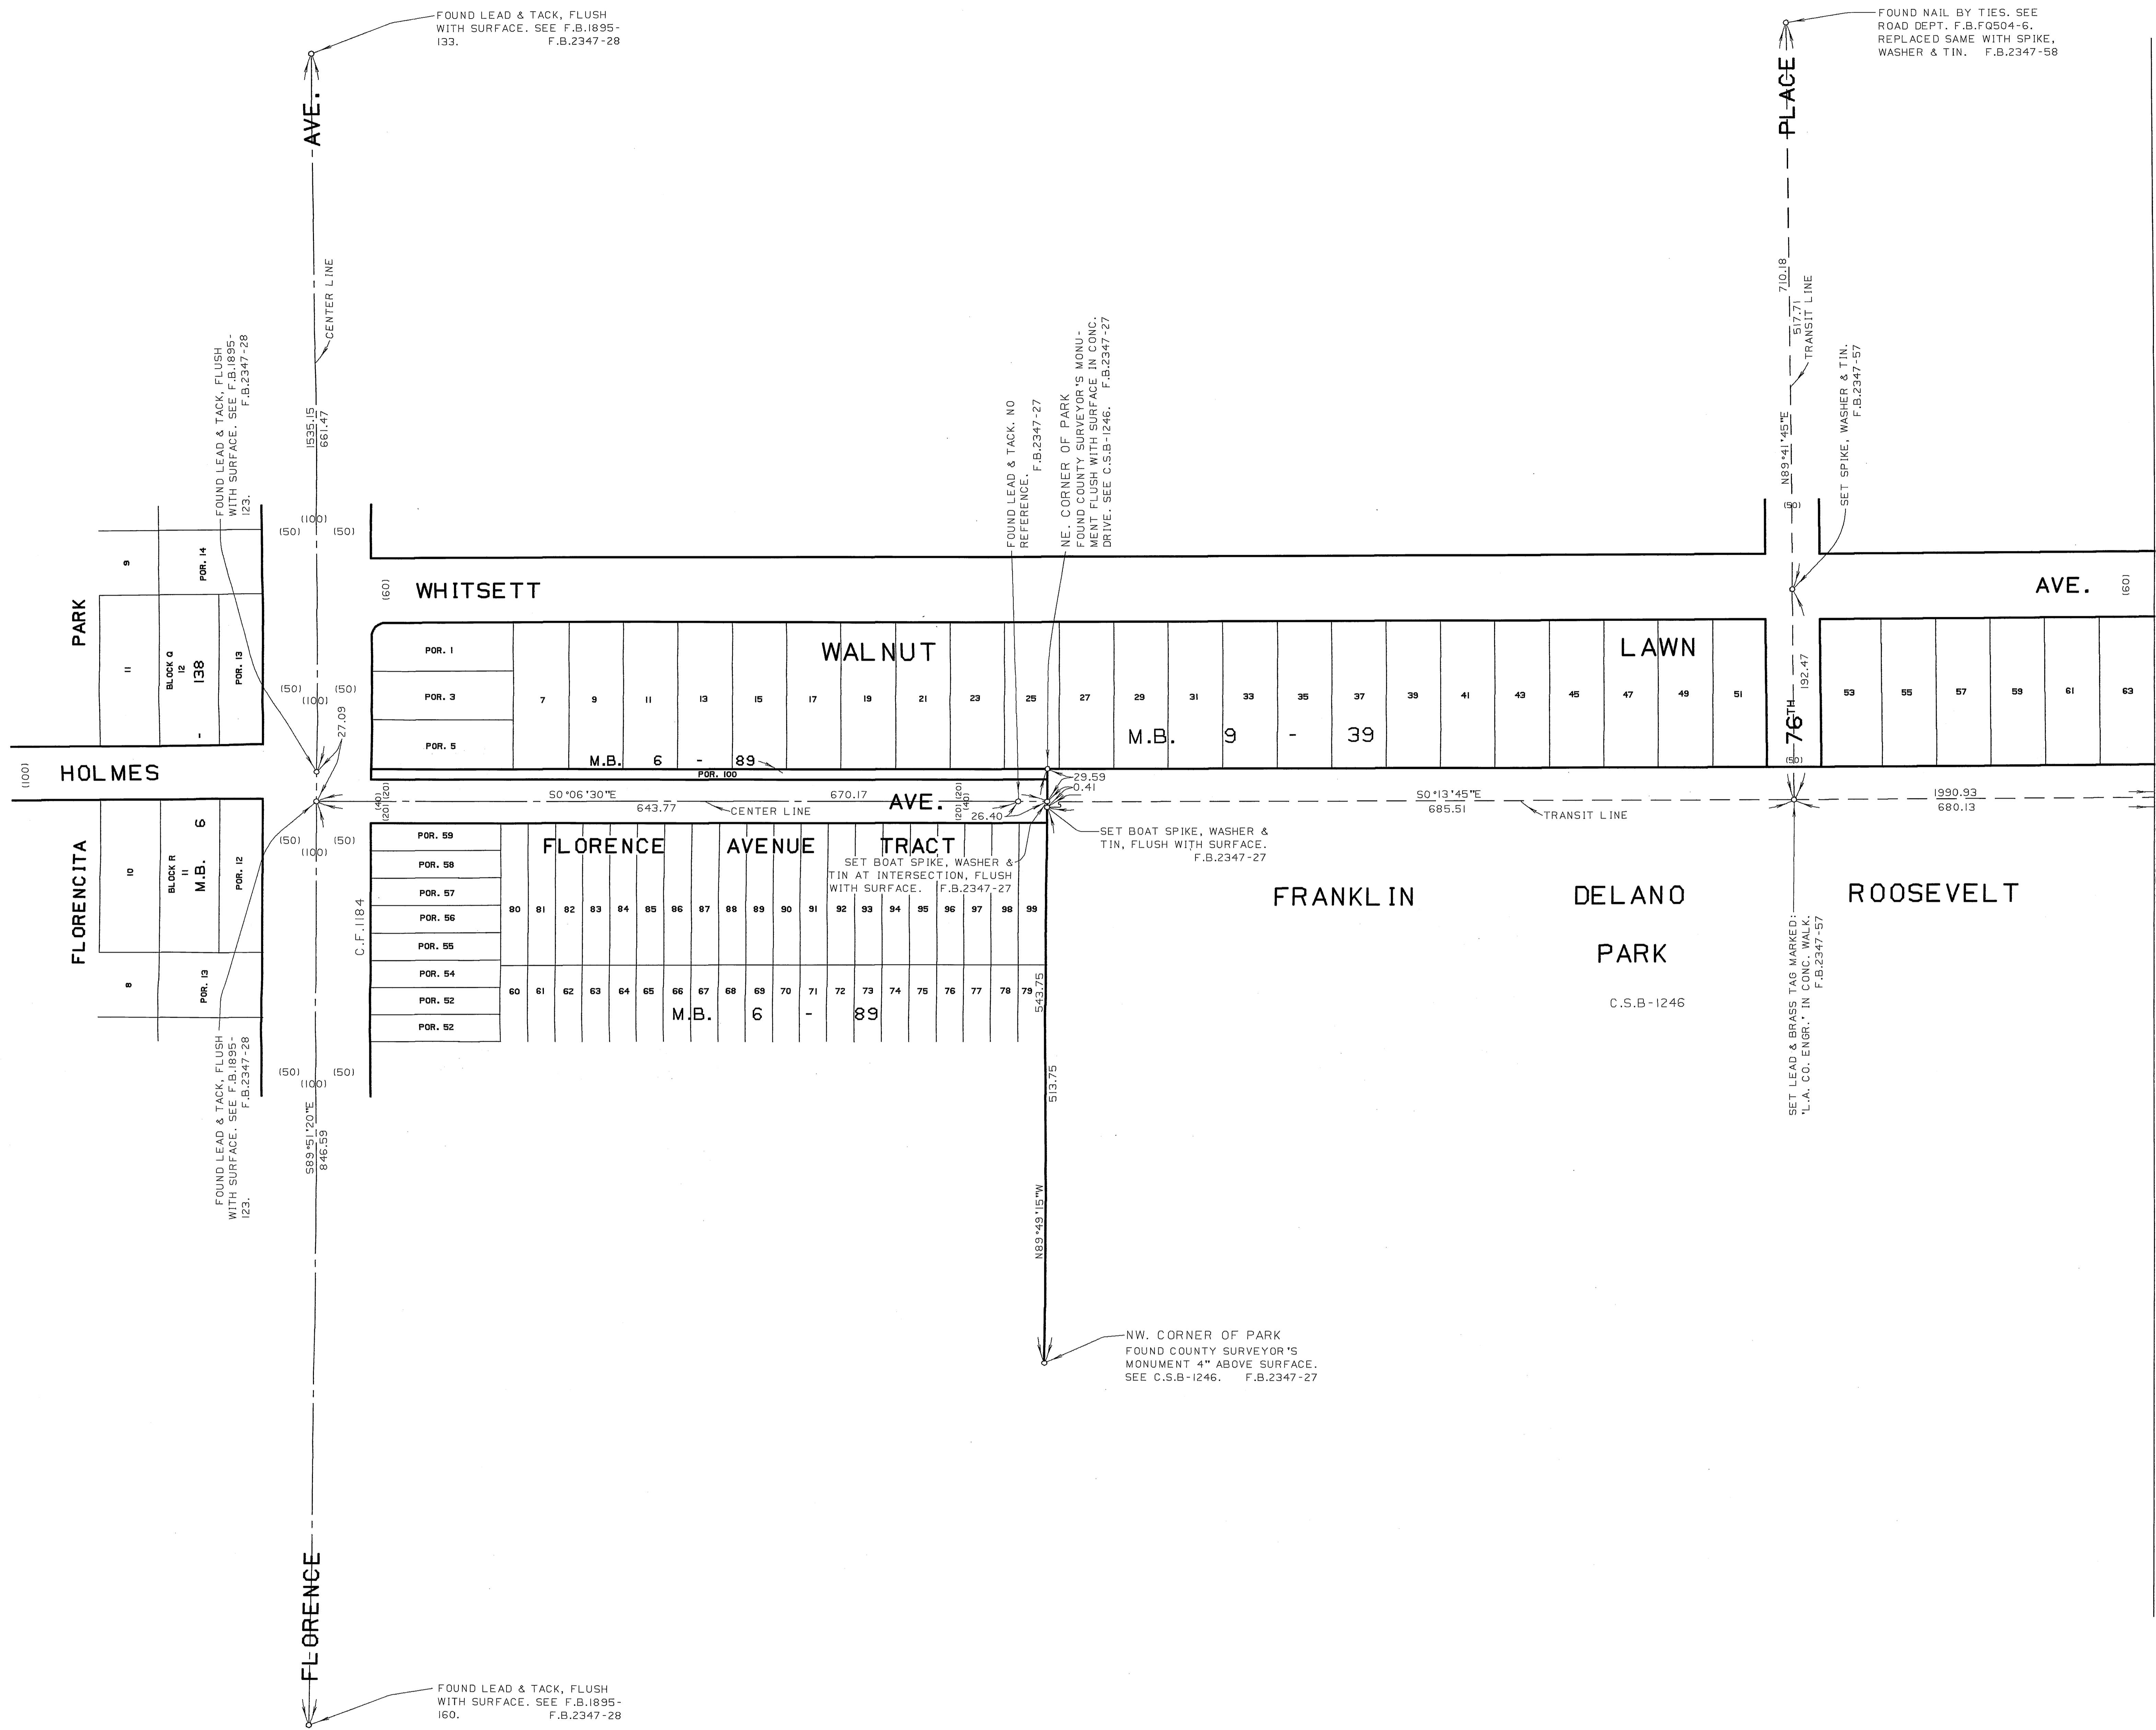 FOUND LEAD & TACK, FLUSH
WITH SURFACE. SEE F.B.1895-
133. F.B.2347-28
FOUND NAIL BY TIES. SEE
ROAD DEPT. F.B.FQ504-6.
REPLACED SAME WITH SPIKE,
WASHER & TIN. F.B.2347-58
AVE.
PLACE
CENTER LINE
1535.15
661.47
FOUND LEAD & TACK, FLUSH
WITH SURFACE. SEE F.B.1895-
123.
F.B.2347-28
FOUND LEAD & TACK. NO
REFERENCE.
F.B.2347-27
NE. CORNER OF PARK
FOUND COUNTY SURVEYOR'S MONU-
MENT FLUSH WITH SURFACE IN CONC.
DRIVE. SEE C.S.B-1246. F.B.2347-27
710.18
517.71
TRANSIT LINE
N89°41'45"E
SET SPIKE, WASHER & TIN.
F.B.2347-57
(50)
(50) (100) (50)
9
POR. 14
PARK
11
BLOCK Q
12
138
-
POR. 13
(60)
WHITSETT
AVE.
(60)
POR. 1
POR. 3
POR. 5
WALNUT
LAWN
7 9 11 13 15 17 19 21 23 25 27 29 31 33 35 37 39 41 43 45 47 49 51
53 55 57 59 61 63
M.B. 6 - 89
M.B. 9 - 39
76TH
192.47
(50)
(50) (100) (50)
27.09
(100)
HOLMES
POR. 100
(40) (20) (20)
S0°06'30"E
643.77
CENTER LINE
670.17
AVE.
(20) (20) (40)
26.40
29.59
0.41
S0°13'45"E
685.51
TRANSIT LINE
1990.93
680.13
FLORENCITA
10
BLOCK R
11
M.B. 6
POR. 12
8
POR. 13
(50) (100) (50)
C.F.1184
POR. 59
POR. 58
POR. 57
POR. 56
POR. 55
POR. 54
POR. 52
POR. 52
FLORENCE AVENUE TRACT
SET BOAT SPIKE, WASHER &
TIN AT INTERSECTION, FLUSH
WITH SURFACE. F.B.2347-27
SET BOAT SPIKE, WASHER &
TIN, FLUSH WITH SURFACE.
F.B.2347-27
80 81 82 83 84 85 86 87 88 89 90 91 92 93 94 95 96 97 98 99
60 61 62 63 64 65 66 67 68 69 70 71 72 73 74 75 76 77 78 79
M.B. 6 - 89
543.75
513.75
N89°49'15"W
FRANKLIN DELANO ROOSEVELT
PARK
C.S.B-1246
SET LEAD & BRASS TAG MARKED:
"L.A. CO. ENGR." IN CONC. WALK.
F.B.2347-57
(50) (100) (50)
S89°51'20"E
846.59
FOUND LEAD & TACK, FLUSH
WITH SURFACE. SEE F.B.1895-
123.
F.B.2347-28
NW. CORNER OF PARK
FOUND COUNTY SURVEYOR'S
MONUMENT 4" ABOVE SURFACE.
SEE C.S.B-1246. F.B.2347-27
FLORENCE
FOUND LEAD & TACK, FLUSH
WITH SURFACE. SEE F.B.1895-
160. F.B.2347-28